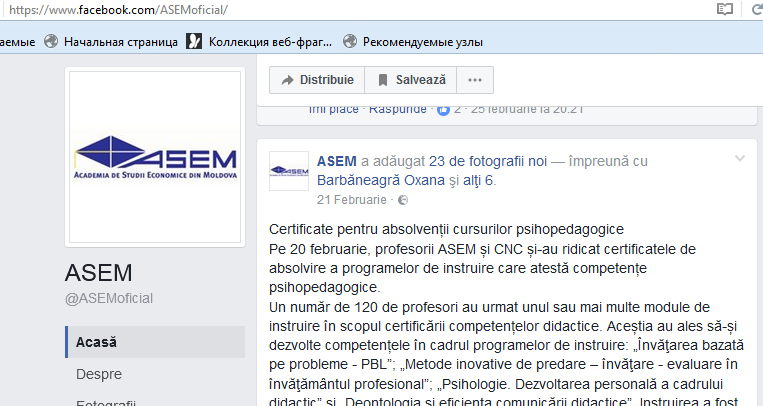 https://www.facebook.com/ASEMoficial/
аемые Начальная страница Коллекция веб-фраг... Рекомендуемые узлы
Distribuie Salvează ...
Îmi place · Răspunde · 2 · 25 februarie la 20:21
ASEM
ACADEMIA DE STUDII ECONOMICE DIN MOLDOVA
ASEM
@ASEMoficial
Acasă
Despre
Fotografii
ASEM
ASEM a adăugat 23 de fotografii noi — împreună cu
Barbăneagră Oxana şi alţi 6.
21 Februarie ·
Certificate pentru absolvenții cursurilor psihopedagogice
Pe 20 februarie, profesorii ASEM și CNC și-au ridicat certificatele de
absolvire a programelor de instruire care atestă competențe
psihopedagogice.
Un număr de 120 de profesori au urmat unul sau mai multe module de
instruire în scopul certificării competențelor didactice. Aceștia au ales să-și
dezvolte competențele în cadrul programelor de instruire: „Învăţarea bazată
pe probleme - PBL”; „Metode inovative de predare – învăţare - evaluare în
învăţământul profesional”; „Psihologie. Dezvoltarea personală a cadrului
didactic” și „Deontologia și eficiența comunicării didactice”. Instruirea a fost